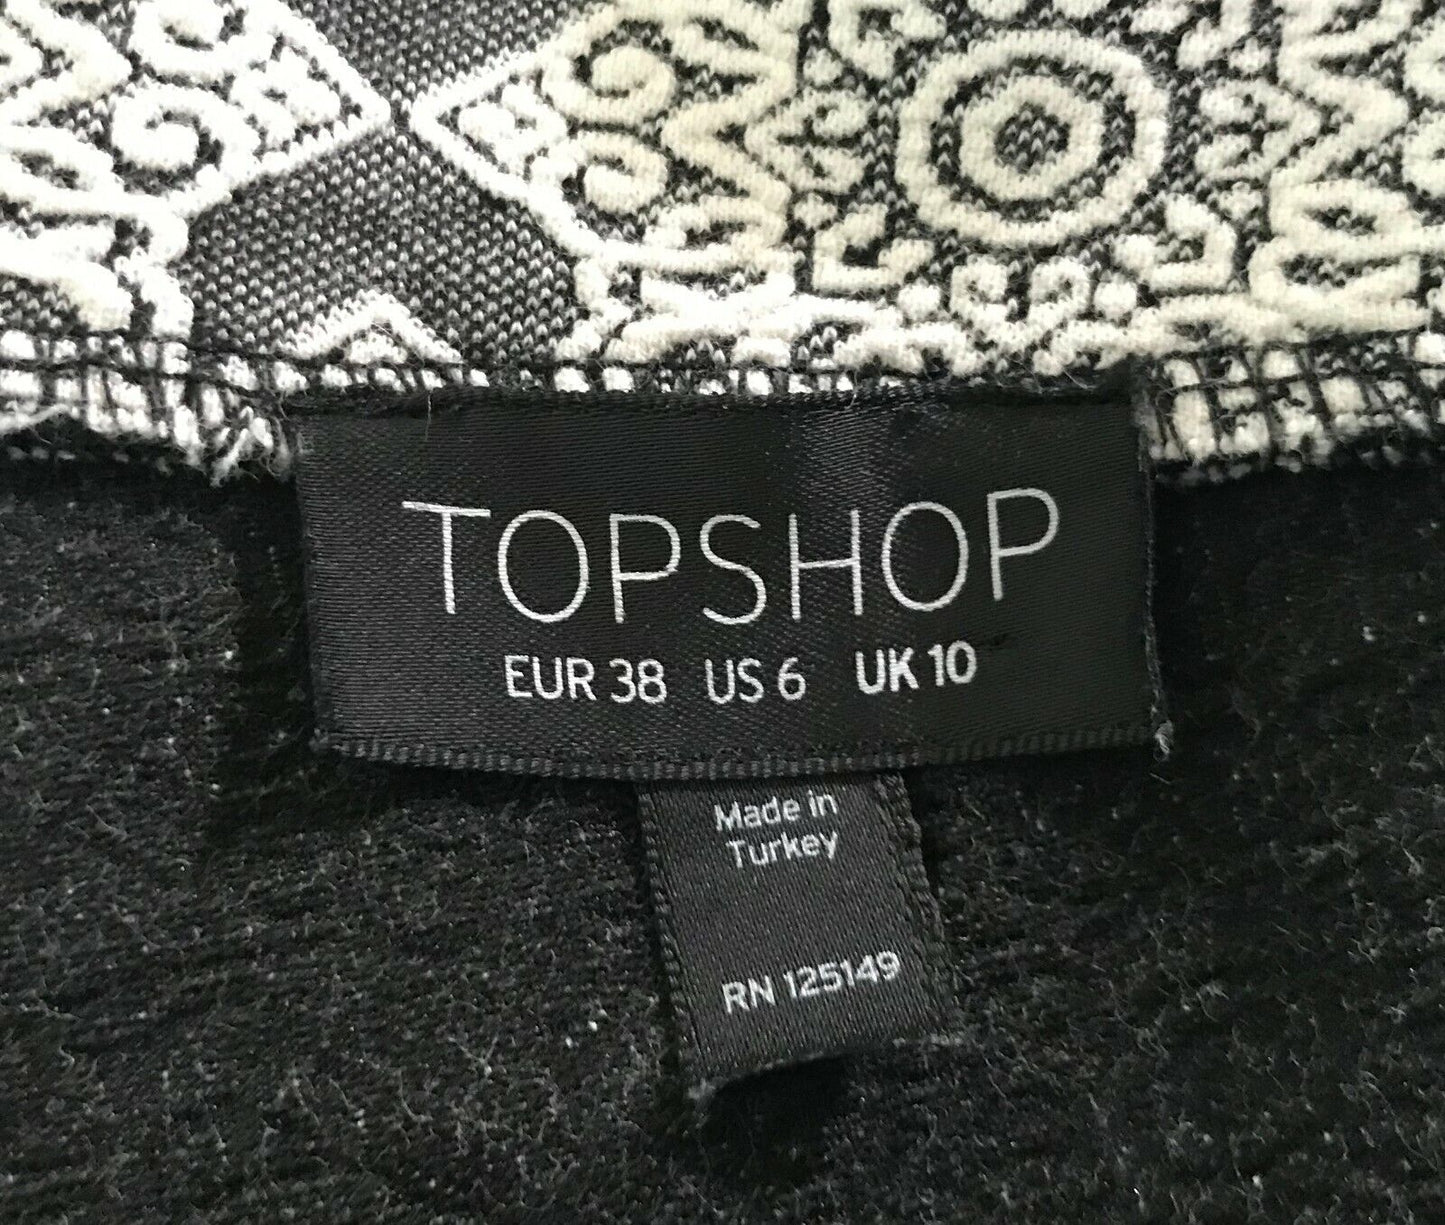 TOPSHOP
EUR 38 US 6 UK 10
Made in
Turkey
RN 125149